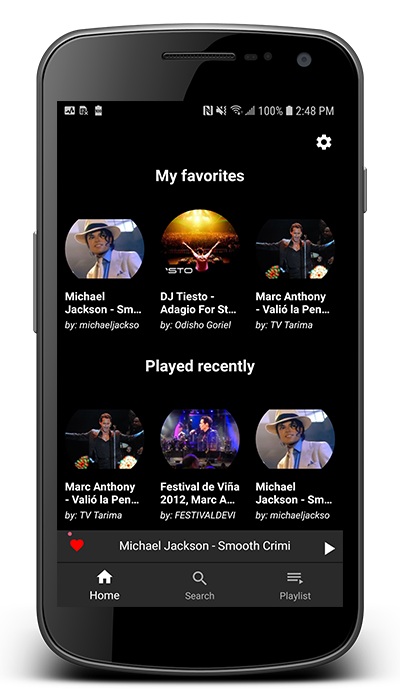 100% 2:48 PM
My favorites
STO
Michael
Jackson - Sm...
by: michaeljackso
DJ Tiesto -
Adagio For St...
by: Odisho Goriel
Marc Anthony
- Valió la Pen...
by: TV Tarima
Played recently
Marc Anthony
- Valió la Pen...
by: TV Tarima
Festival de Viña
2012, Marc A...
by: FESTIVALDEVI
Michael
Jackson - Sm...
by: michaeljackso
Michael Jackson - Smooth Crimi
Home
Search
Playlist